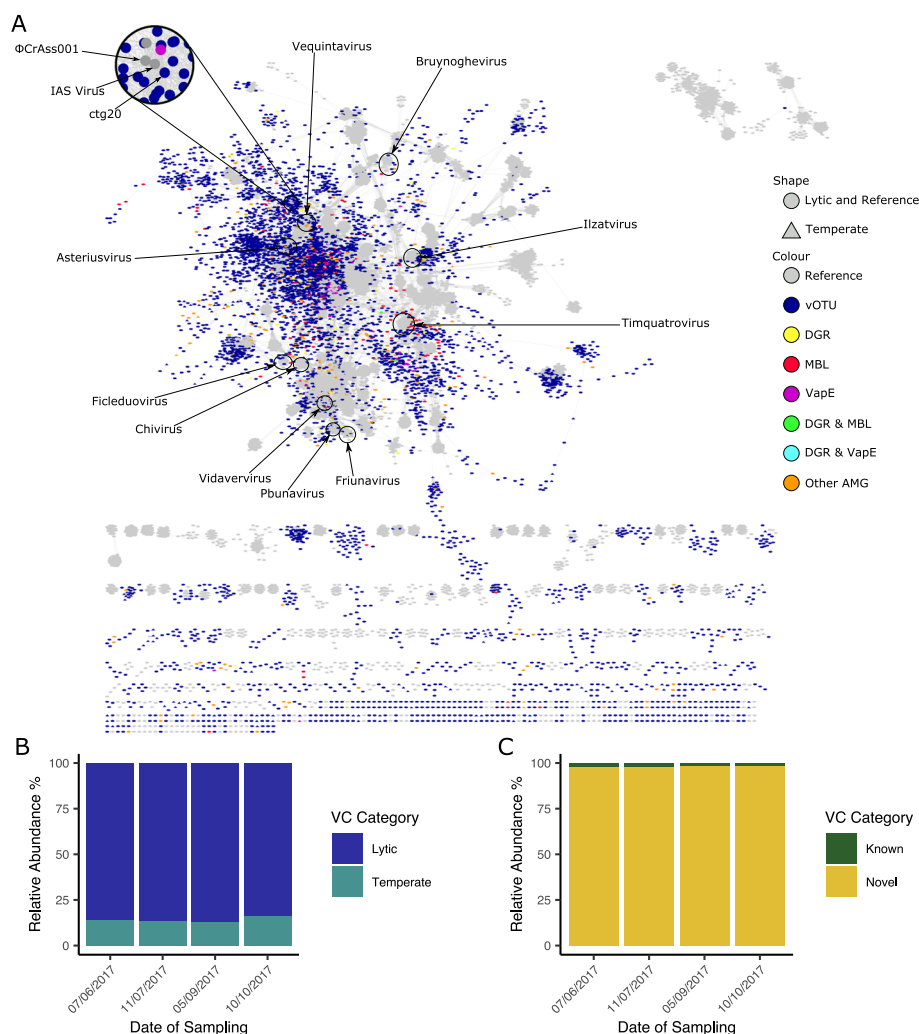 A
ΦCrAss001
IAS Virus
ctg20
Vequintavirus
Bruynoghevirus
Asteriusvirus
Ilzatvirus
Timquatrovirus
Ficleduovirus
Chivirus
Vidavervirus
Pbunavirus
Friunavirus
Shape
Lytic and Reference
Temperate
Colour
Reference
vOTU
DGR
MBL
VapE
DGR & MBL
DGR & VapE
Other AMG
B
Relative Abundance %
100
75
50
25
0
07/06/2017
11/07/2017
05/09/2017
10/10/2017
Date of Sampling
VC Category
Lytic
Temperate
C
Relative Abundance %
100
75
50
25
0
07/06/2017
11/07/2017
05/09/2017
10/10/2017
Date of Sampling
VC Category
Known
Novel